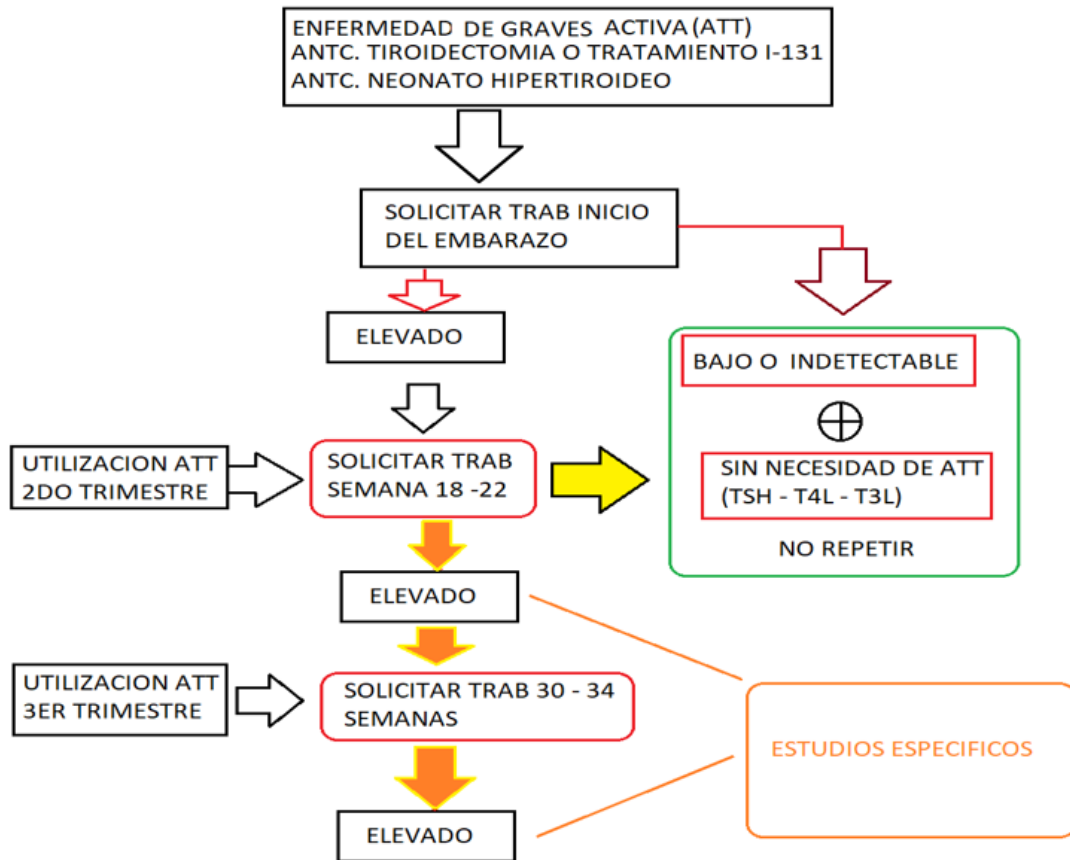 ENFERMEDAD DE GRAVES ACTIVA (ATT)
ANTC. TIROIDECTOMIA O TRATAMIENTO I-131
ANTC. NEONATO HIPERTIROIDEO
SOLICITAR TRAB INICIO
DEL EMBARAZO
ELEVADO
BAJO O INDETECTABLE
UTILIZACION ATT
2DO TRIMESTRE
SOLICITAR TRAB
SEMANA 18 -22
SIN NECESIDAD DE ATT
(TSH - T4L - T3L)
NO REPETIR
ELEVADO
UTILIZACION ATT
3ER TRIMESTRE
SOLICITAR TRAB 30 - 34
SEMANAS
ESTUDIOS ESPECIFICOS
ELEVADO